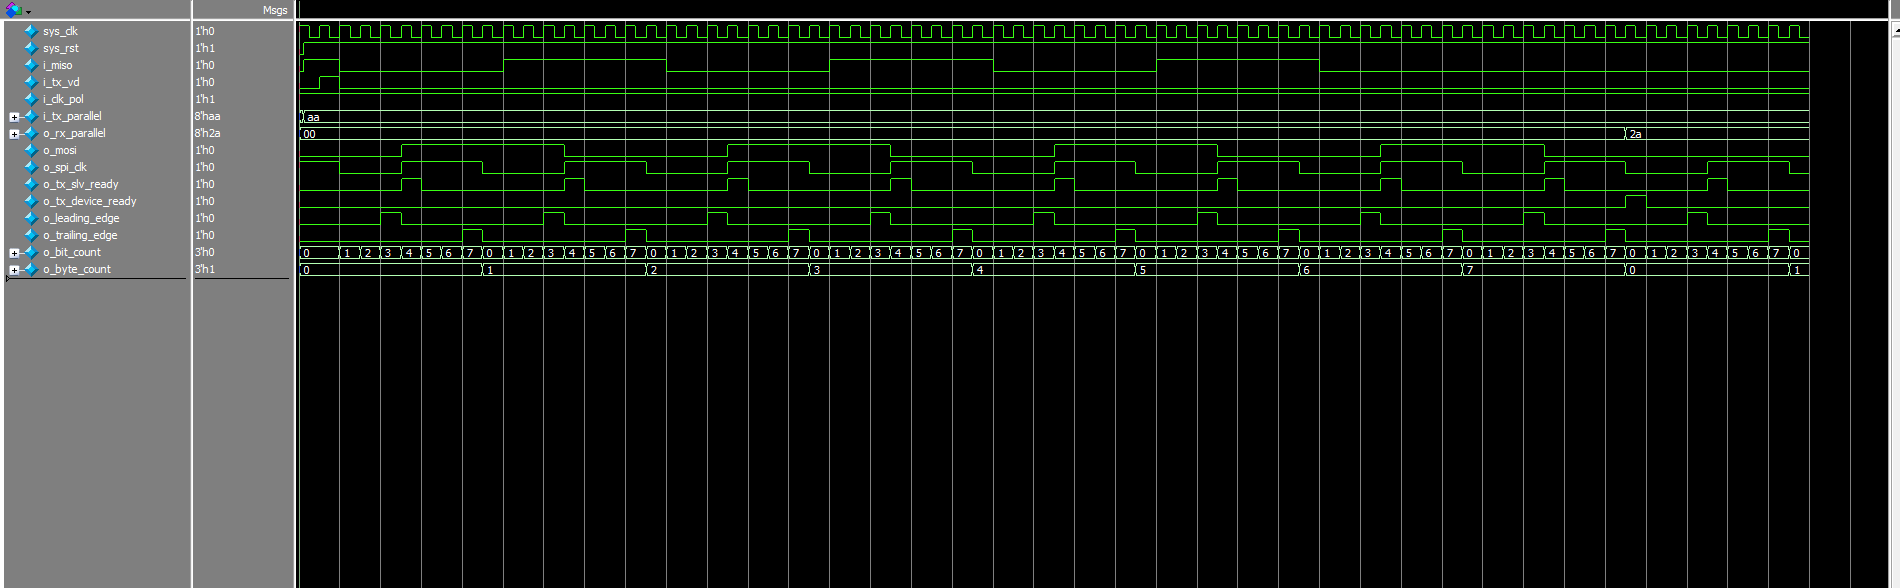 Msgs
sys_clk 1'h0
sys_rst 1'h1
i_miso 1'h0
i_tx_vd 1'h0
i_clk_pol 1'h1
i_tx_parallel 8'haa aa
o_rx_parallel 8'h2a 00 2a
o_mosi 1'h0
o_spi_clk 1'h0
o_tx_slv_ready 1'h0
o_tx_device_ready 1'h0
o_leading_edge 1'h0
o_trailing_edge 1'h0
o_bit_count 3'h0 0 1 2 3 4 5 6 7 0 1 2 3 4 5 6 7 0 1 2 3 4 5 6 7 0 1 2 3 4 5 6 7 0 1 2 3 4 5 6 7 0 1 2 3 4 5 6 7 0 1 2 3 4 5 6 7 0 1 2 3 4 5 6 7 0 1 2 3 4 5 6 7 0
o_byte_count 3'h1 0 1 2 3 4 5 6 7 0 1